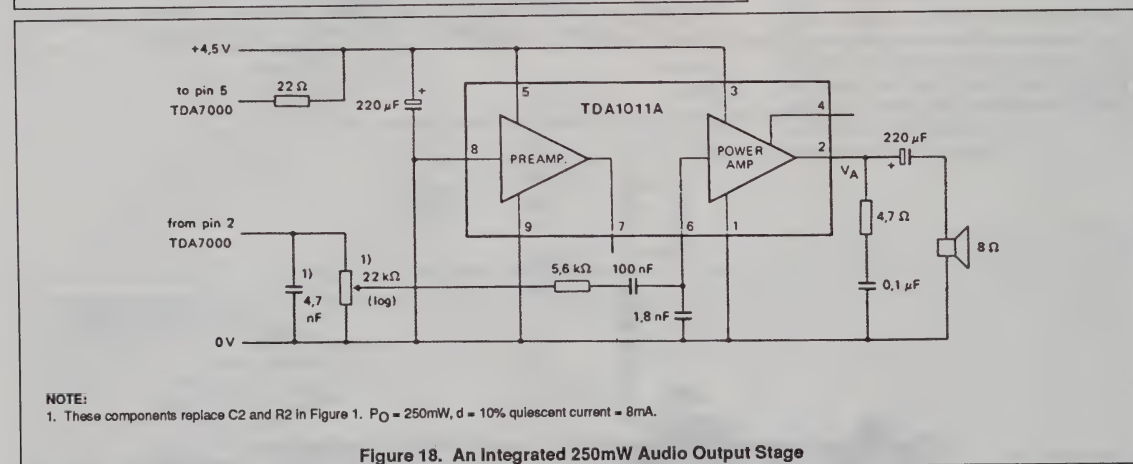 +4,5 V
to pin 5
TDA7000
22 Ω
220 µF
+
5
3
TDA1011A
4
8
PREAMP.
POWER
AMP
2
220 µF
+
V_A
9
7
6
1
4,7 Ω
8 Ω
from pin 2
TDA7000
1)
4,7
nF
1)
22 kΩ
(log)
5,6 kΩ
100 nF
1,8 nF
0,1 µF
0 V
NOTE:
1. These components replace C2 and R2 in Figure 1. P_O = 250mW, d = 10% quiescent current = 8mA.
Figure 18. An Integrated 250mW Audio Output Stage